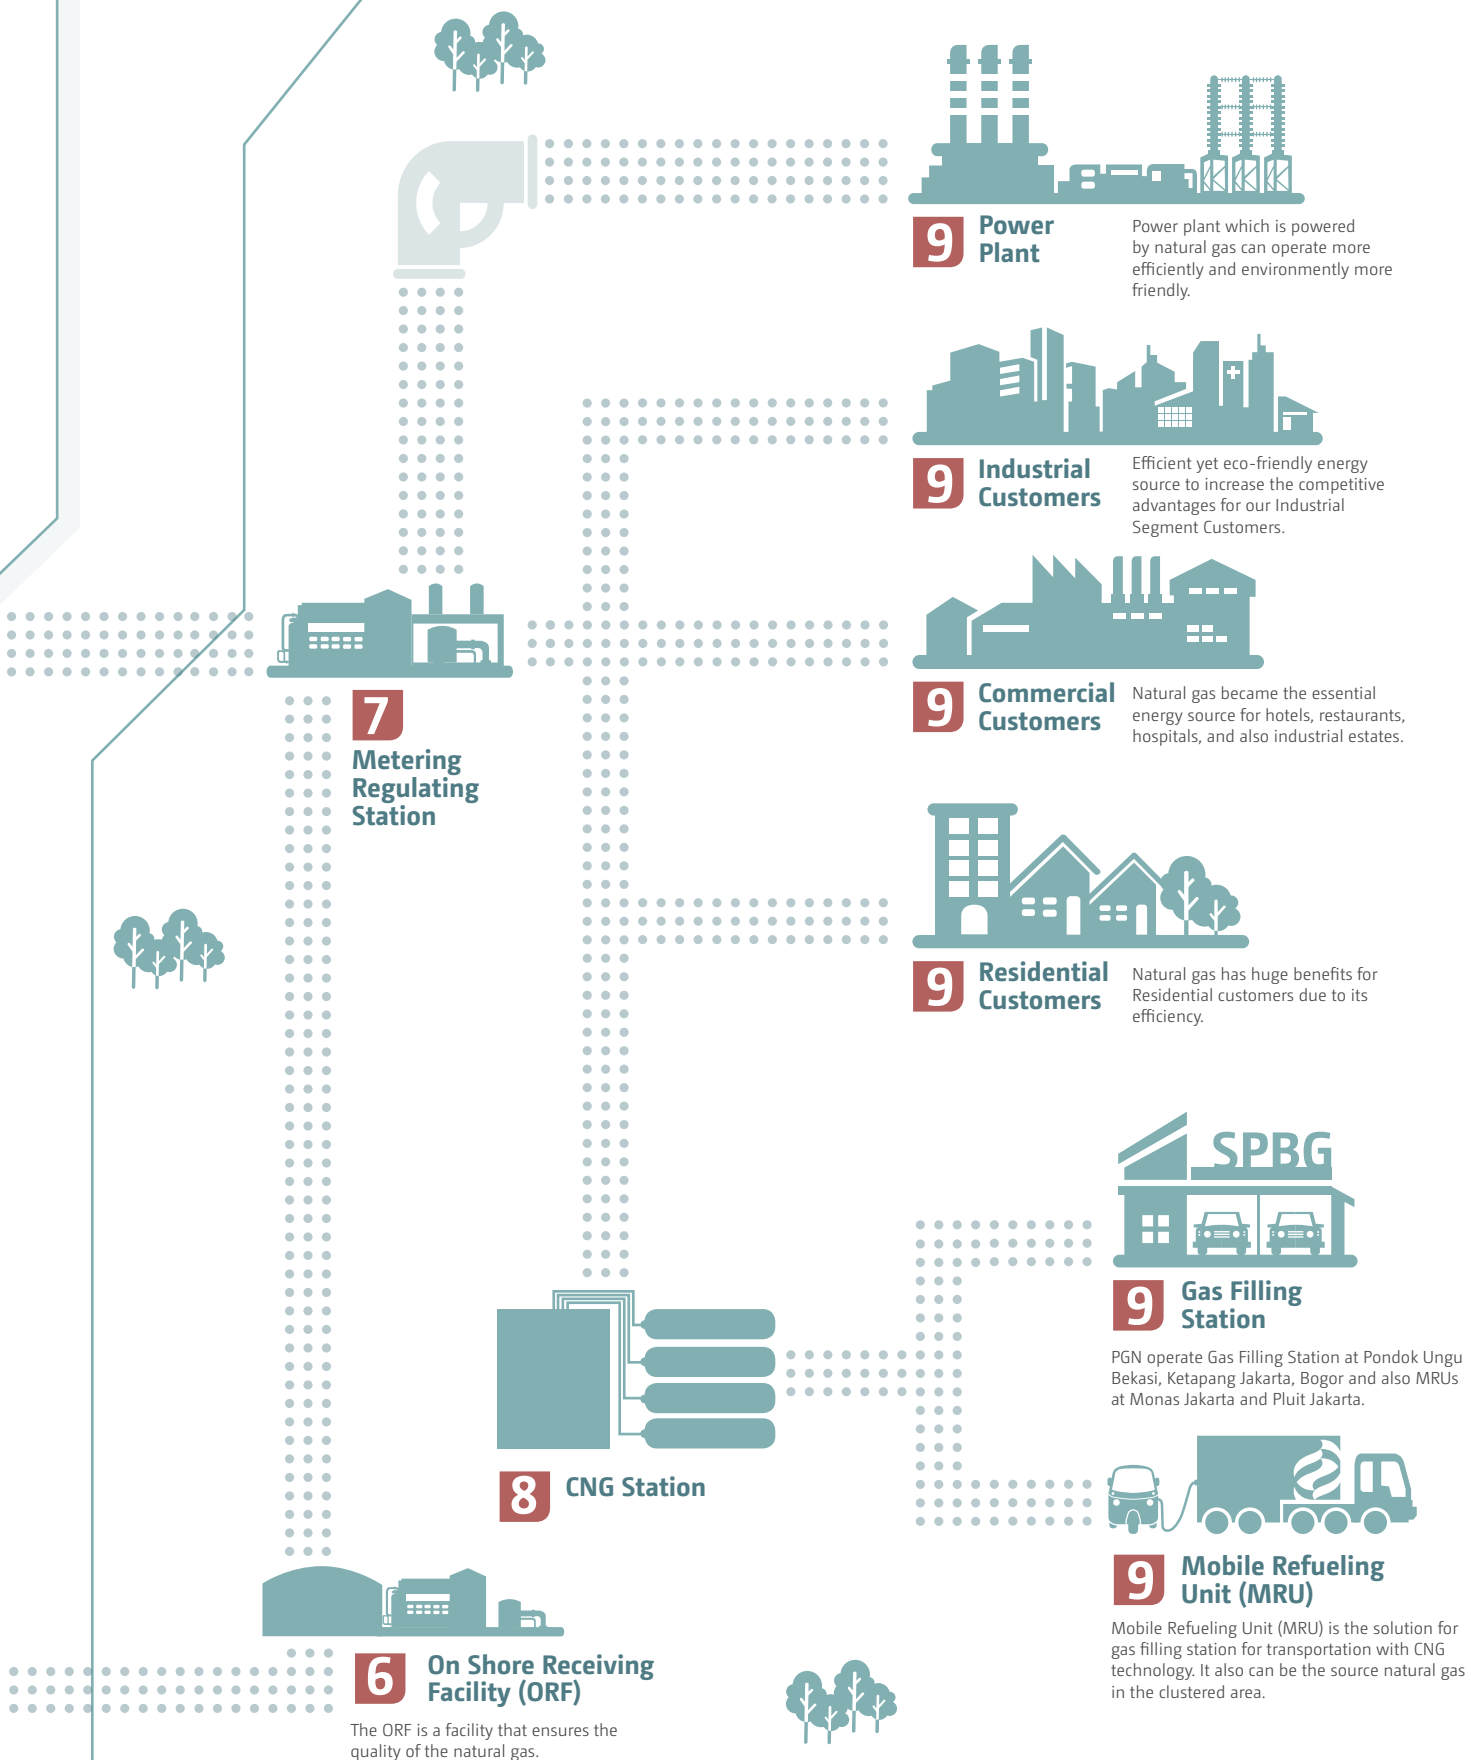 9
Power
Plant
Power plant which is powered
by natural gas can operate more
efficiently and environmently more
friendly.
9
Industrial
Customers
Efficient yet eco-friendly energy
source to increase the competitive
advantages for our Industrial
Segment Customers.
9
Commercial
Customers
Natural gas became the essential
energy source for hotels, restaurants,
hospitals, and also industrial estates.
7
Metering
Regulating
Station
9
Residential
Customers
Natural gas has huge benefits for
Residential customers due to its
efficiency.
SPBG
9
Gas Filling
Station
PGN operate Gas Filling Station at Pondok Ungu
Bekasi, Ketapang Jakarta, Bogor and also MRUs
at Monas Jakarta and Pluit Jakarta.
8
CNG Station
9
Mobile Refueling
Unit (MRU)
Mobile Refueling Unit (MRU) is the solution for
gas filling station for transportation with CNG
technology. It also can be the source natural gas
in the clustered area.
6
On Shore Receiving
Facility (ORF)
The ORF is a facility that ensures the
quality of the natural gas.